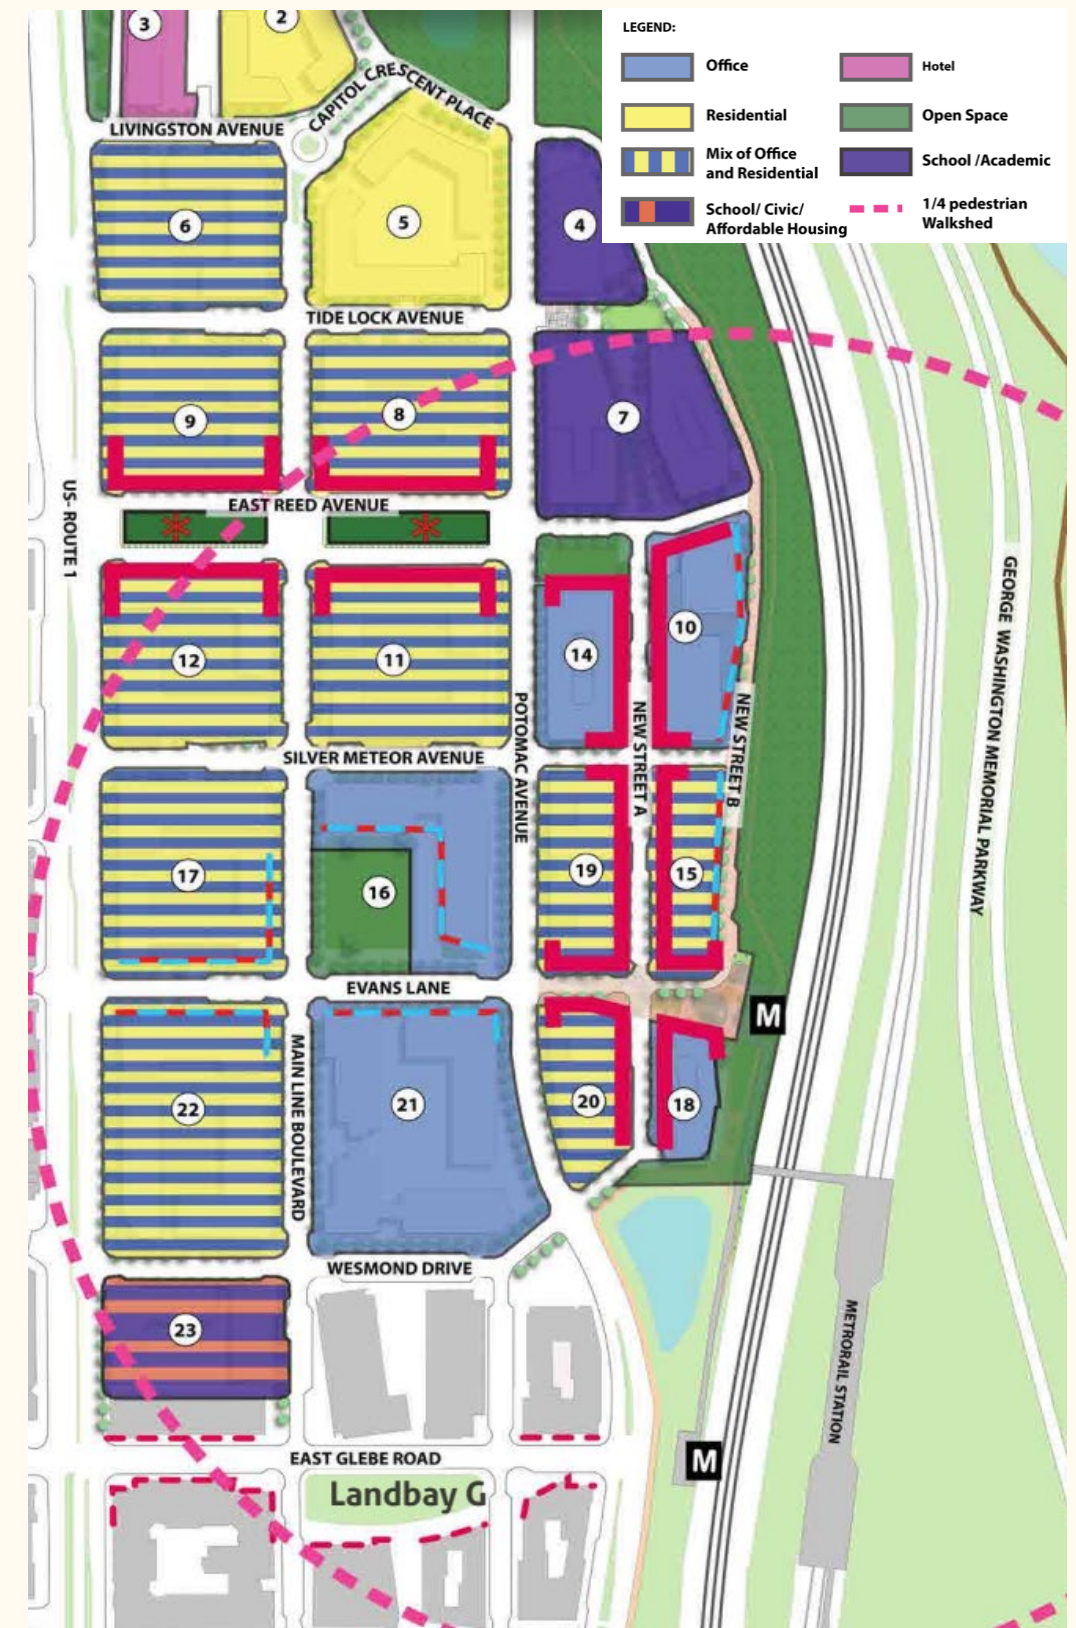 LEGEND:
Office
Hotel
Residential
Open Space
Mix of Office
and Residential
School /Academic
School/ Civic/
Affordable Housing
1/4 pedestrian
Walkshed
3
2
CAPITOL CRESCENT PLACE
LIVINGSTON AVENUE
6
5
4
TIDE LOCK AVENUE
9
8
7
US- ROUTE 1
EAST REED AVENUE
12
11
14
10
POTOMAC AVENUE
NEW STREET A
NEW STREET B
GEORGE WASHINGTON MEMORIAL PARKWAY
SILVER METEOR AVENUE
17
16
19
15
EVANS LANE
M
MAIN LINE BOULEVARD
22
21
20
18
WESMOND DRIVE
23
METRORAIL STATION
EAST GLEBE ROAD
M
Landbay G